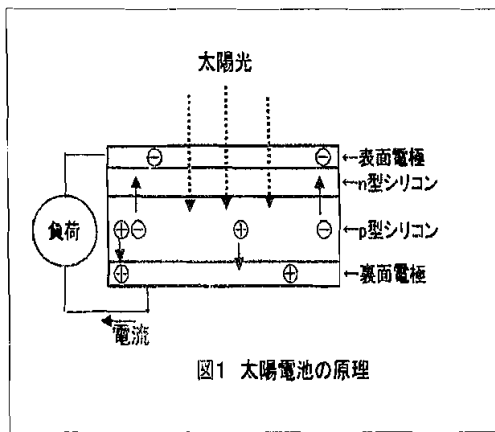 太陽光
←表面電極
←n型シリコン
負荷
←p型シリコン
←裏面電極
電流
図1 太陽電池の原理